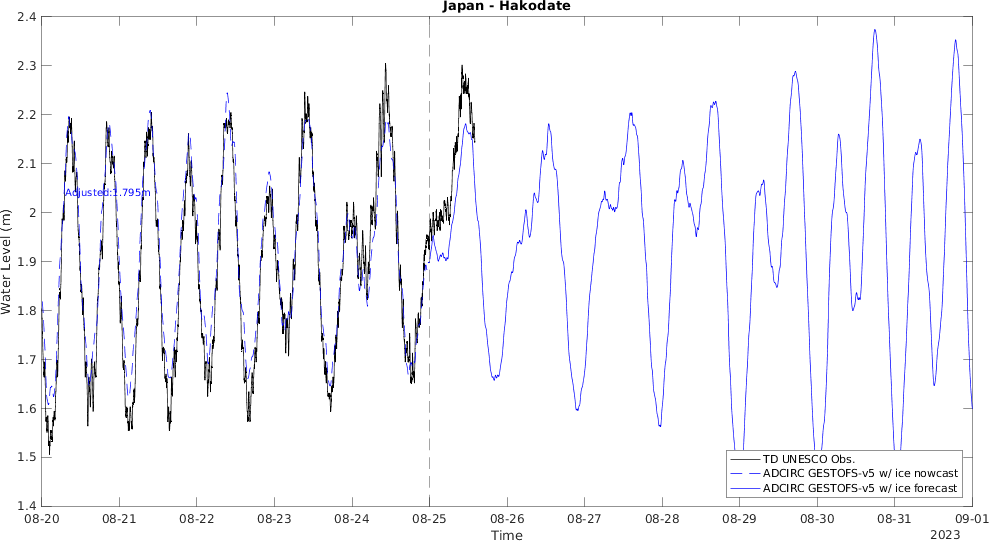 Japan - Hakodate
2.4
2.3
2.2
2.1
2
1.9
1.8
1.7
1.6
1.5
1.4
Water Level (m)
Adjusted:1.795m
TD UNESCO Obs.
ADCIRC GESTOFS-v5 w/ ice nowcast
ADCIRC GESTOFS-v5 w/ ice forecast
08-20 08-21 08-22 08-23 08-24 08-25 08-26 08-27 08-28 08-29 08-30 08-31 09-01
Time
2023